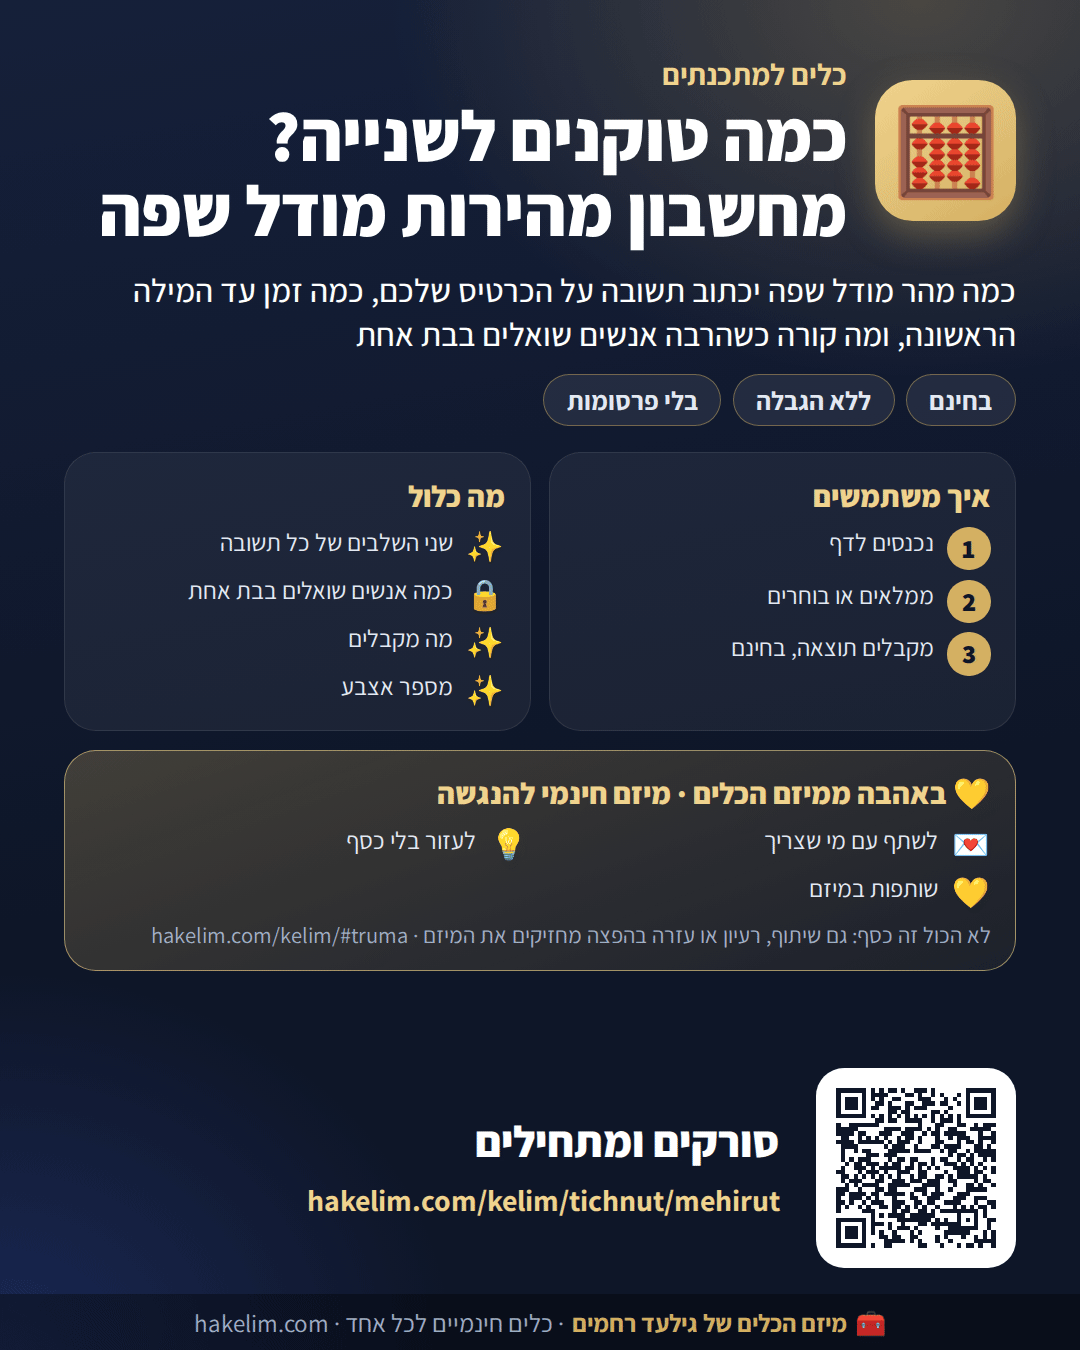 כלים למתכנתים
כמה טוקנים לשנייה?
מחשבון מהירות מודל שפה
כמה מהר מודל שפה יכתוב תשובה על הכרטיס שלכם, כמה זמן עד המילה
הראשונה, ומה קורה כשהרבה אנשים שואלים בבת אחת
בחינם
ללא הגבלה
בלי פרסומות
איך משתמשים
1 נכנסים לדף
2 ממלאים או בוחרים
3 מקבלים תוצאה, בחינם
מה כלול
✨ שני השלבים של כל תשובה
🔒 כמה אנשים שואלים בבת אחת
✨ מה מקבלים
✨ מספר אצבע
💛 באהבה ממיזם הכלים · מיזם חינמי להנגשה
💌 לשתף עם מי שצריך
💡 לעזור בלי כסף
💛 שותפות במיזם
לא הכול זה כסף: גם שיתוף, רעיון או עזרה בהפצה מחזיקים את המיזם · hakelim.com/kelim/#truma
סורקים ומתחילים
hakelim.com/kelim/tichnut/mehirut
🧰 מיזם הכלים של גילעד רחמים · כלים חינמיים לכל אחד · hakelim.com